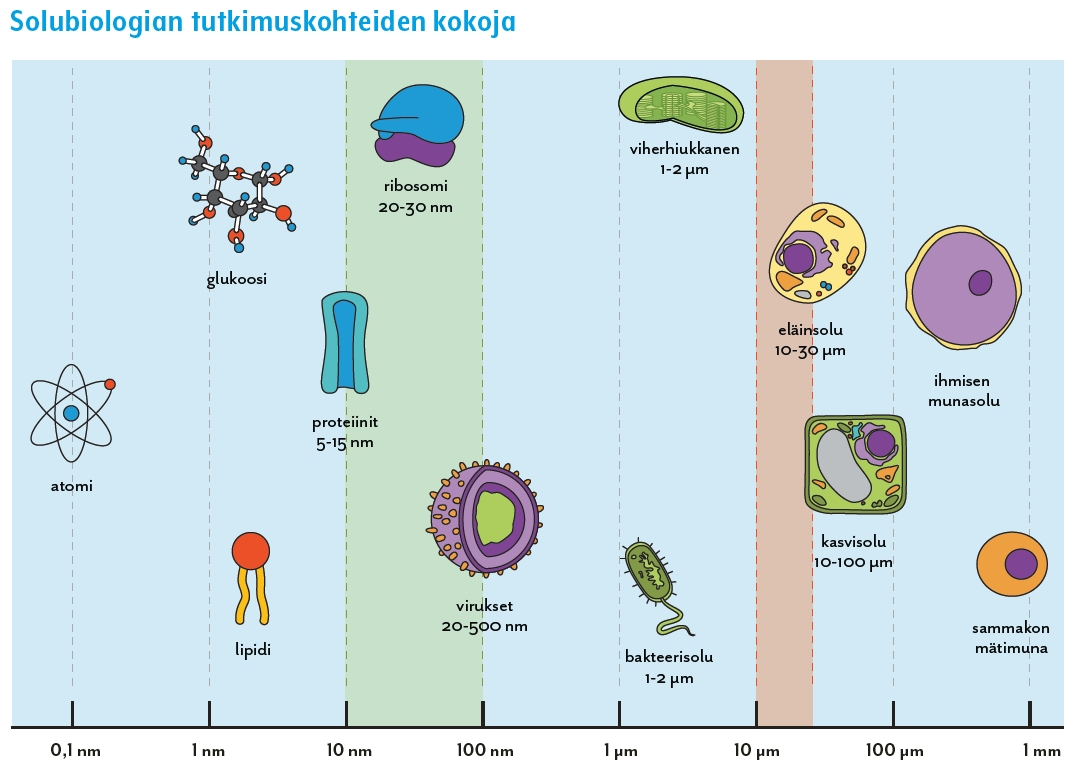 Solubiologian tutkimuskohteiden kokoja
viherhiukkanen
1-2 µm
ribosomi
20-30 nm
glukoosi
eläinsolu
10-30 µm
ihmisen
munasolu
proteiinit
5-15 nm
atomi
kasvisolu
10-100 µm
virukset
20-500 nm
sammakon
mätimuna
lipidi
bakteerisolu
1-2 µm
0,1 nm 1 nm 10 nm 100 nm 1 µm 10 µm 100 µm 1 mm